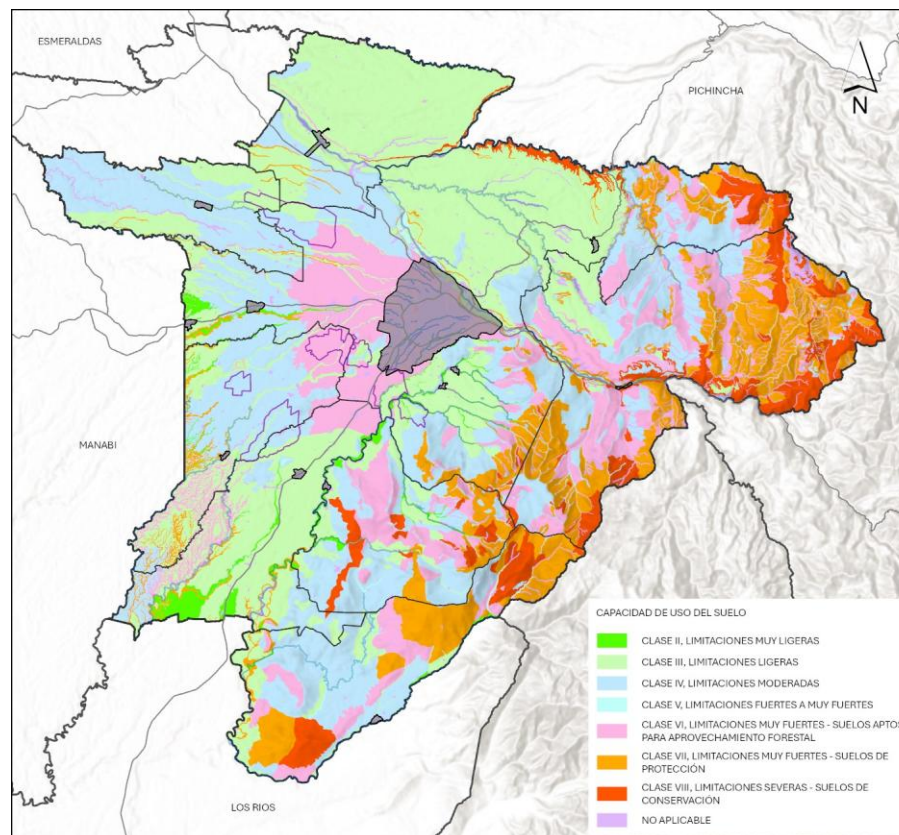 ESMERALDAS
PICHINCHA
N
MANABI
LOS RIOS
CAPACIDAD DE USO DEL SUELO
CLASE II, LIMITACIONES MUY LIGERAS
CLASE III, LIMITACIONES LIGERAS
CLASE IV, LIMITACIONES MODERADAS
CLASE V, LIMITACIONES FUERTES A MUY FUERTES
CLASE VI, LIMITACIONES MUY FUERTES - SUELOS APTOS
PARA APROVECHAMIENTO FORESTAL
CLASE VII, LIMITACIONES MUY FUERTES - SUELOS DE
PROTECCIÓN
CLASE VIII, LIMITACIONES SEVERAS - SUELOS DE
CONSERVACIÓN
NO APLICABLE